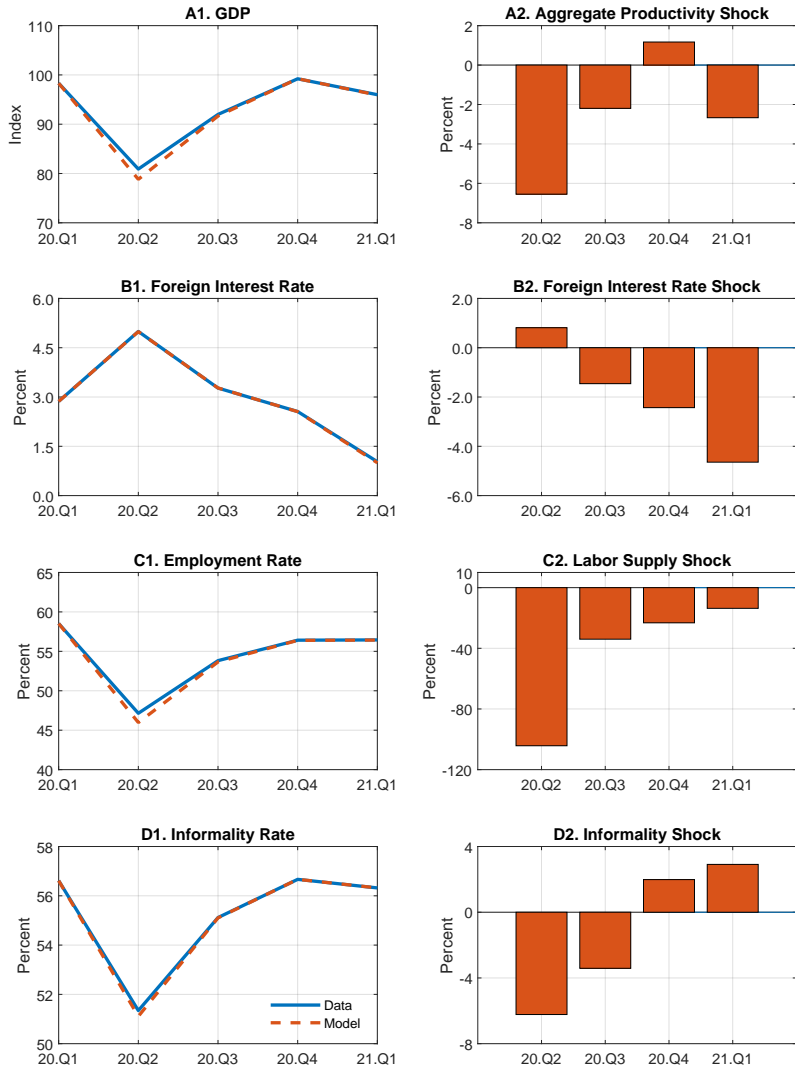 A1. GDP
110
100
90
80
70
Index
20.Q1 20.Q2 20.Q3 20.Q4 21.Q1
A2. Aggregate Productivity Shock
2
0
-2
-4
-6
-8
Percent
20.Q2 20.Q3 20.Q4 21.Q1
B1. Foreign Interest Rate
6.0
4.5
3.0
1.5
0.0
Percent
20.Q1 20.Q2 20.Q3 20.Q4 21.Q1
B2. Foreign Interest Rate Shock
2.0
0.0
-2.0
-4.0
-6.0
Percent
20.Q2 20.Q3 20.Q4 21.Q1
C1. Employment Rate
65
60
55
50
45
40
Percent
20.Q1 20.Q2 20.Q3 20.Q4 21.Q1
C2. Labor Supply Shock
10
0
-40
-80
-120
Percent
20.Q2 20.Q3 20.Q4 21.Q1
D1. Informality Rate
58
56
54
52
50
Percent
Data
Model
20.Q1 20.Q2 20.Q3 20.Q4 21.Q1
D2. Informality Shock
4
0
-4
-8
Percent
20.Q2 20.Q3 20.Q4 21.Q1